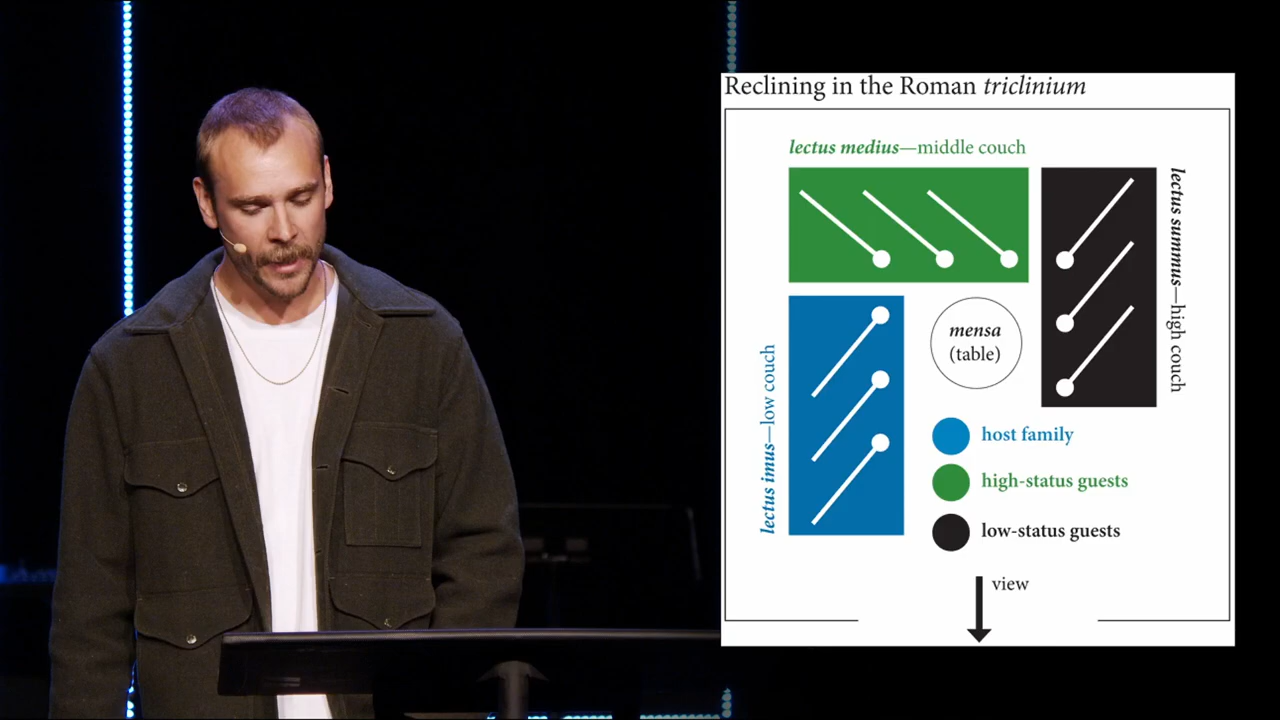 Reclining in the Roman triclinium
lectus medius—middle couch
lectus summus—high couch
lectus imus—low couch
mensa
(table)
host family
high-status guests
low-status guests
view